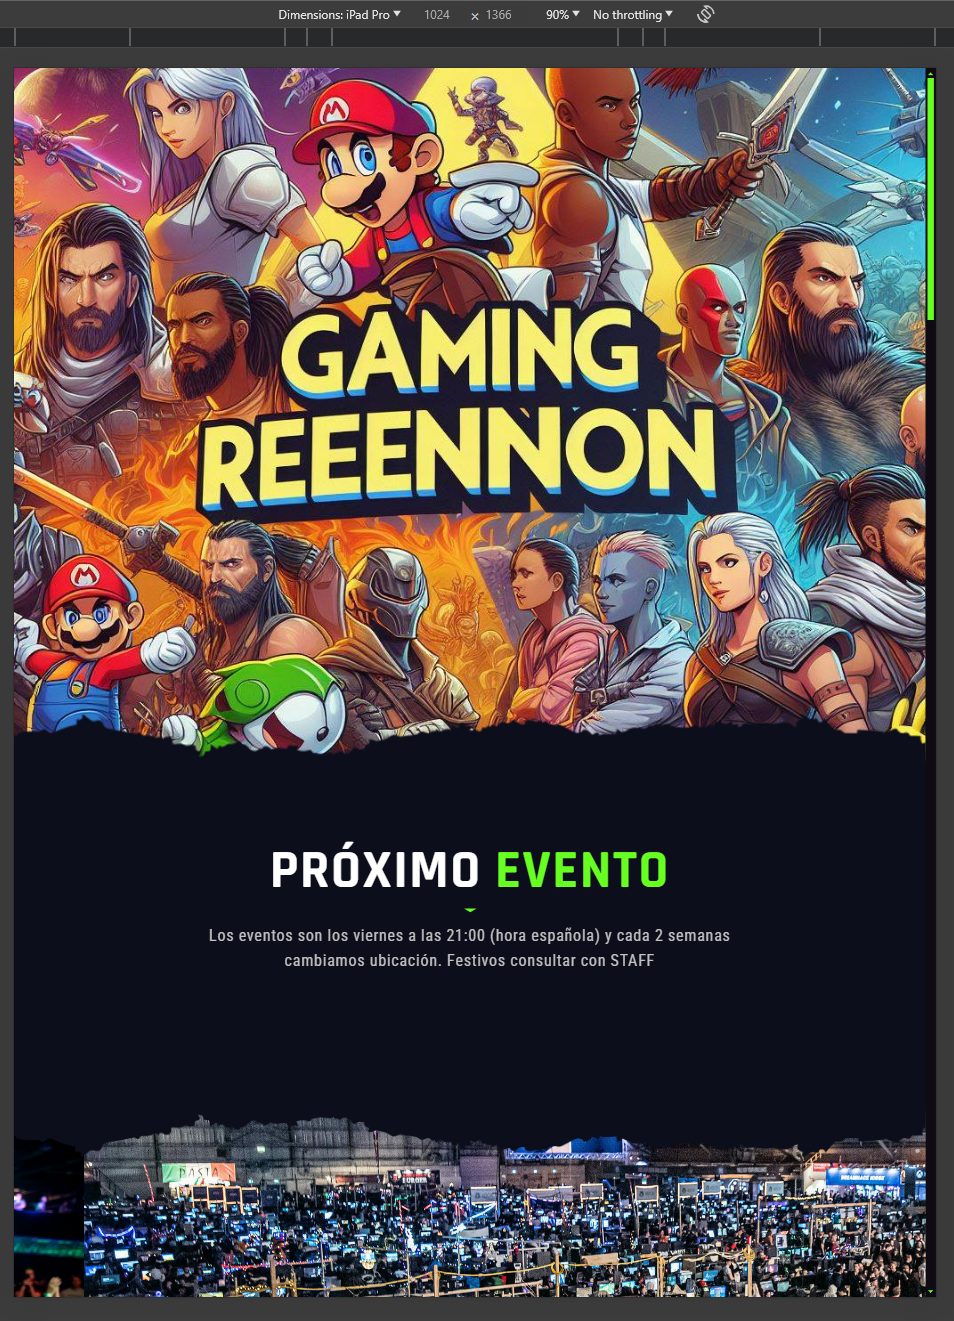 Dimensions: iPad Pro 1024 × 1366 90% No throttling
GAMING
REEENNON
PRÓXIMO EVENTO
Los eventos son los viernes a las 21:00 (hora española) y cada 2 semanas
cambiamos ubicación. Festivos consultar con STAFF
PASTA